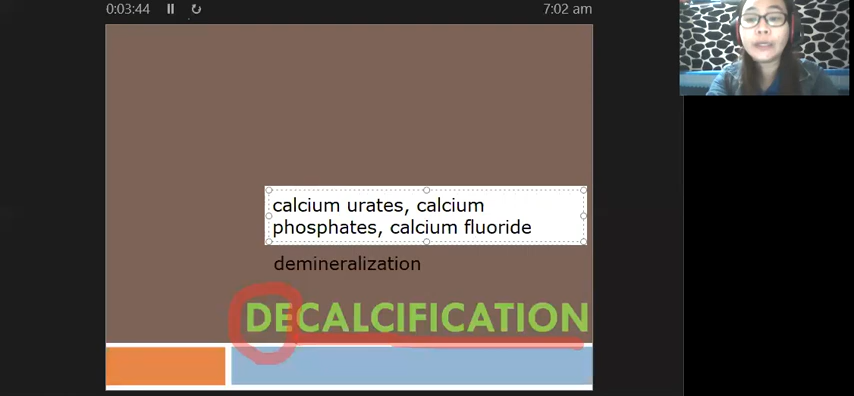 0:03:44
7:02 am
calcium urates, calcium
phosphates, calcium fluoride
demineralization
DECALCIFICATION